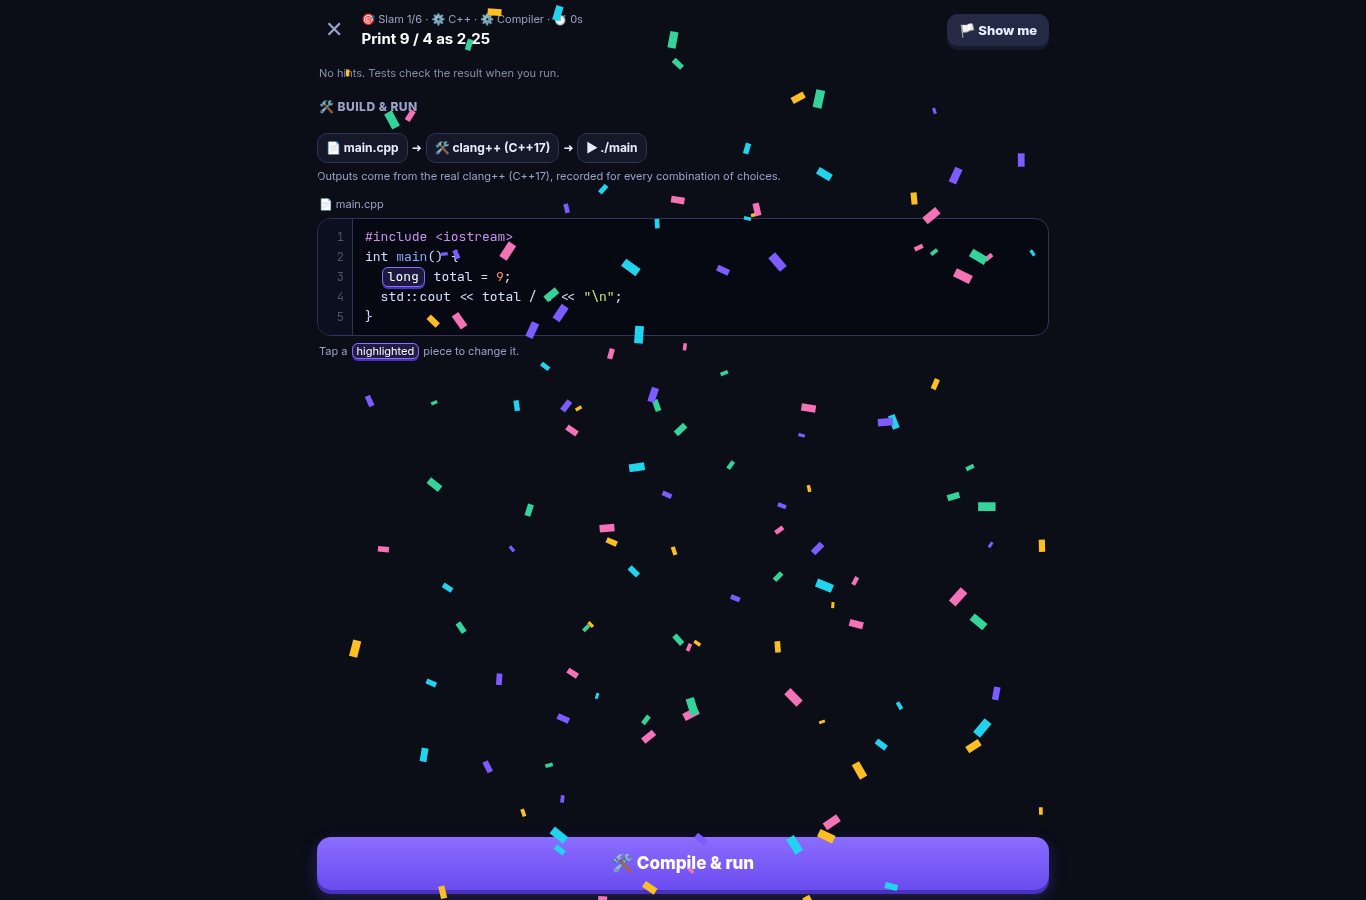 🎯 Slam 1/6 · ⚙️ C++ · ⚙️ Compiler · ⏱ 0s
Print 9 / 4 as 2.25
🏳️ Show me
No hints. Tests check the result when you run.
🛠️ BUILD & RUN
📄 main.cpp ➜ 🛠️ clang++ (C++17) ➜ ▶ ./main
Outputs come from the real clang++ (C++17), recorded for every combination of choices.
📄 main.cpp
1 #include <iostream>
2 int main() {
3 long total = 9;
4 std::cout << total / << "\n";
5 }
Tap a highlighted piece to change it.
🛠️ Compile & run